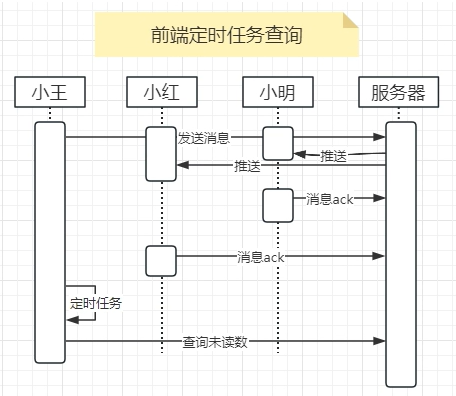 前端定时任务查询
小王
小红
小明
服务器
发送消息
推送
推送
消息ack
消息ack
定时任务
查询未读数